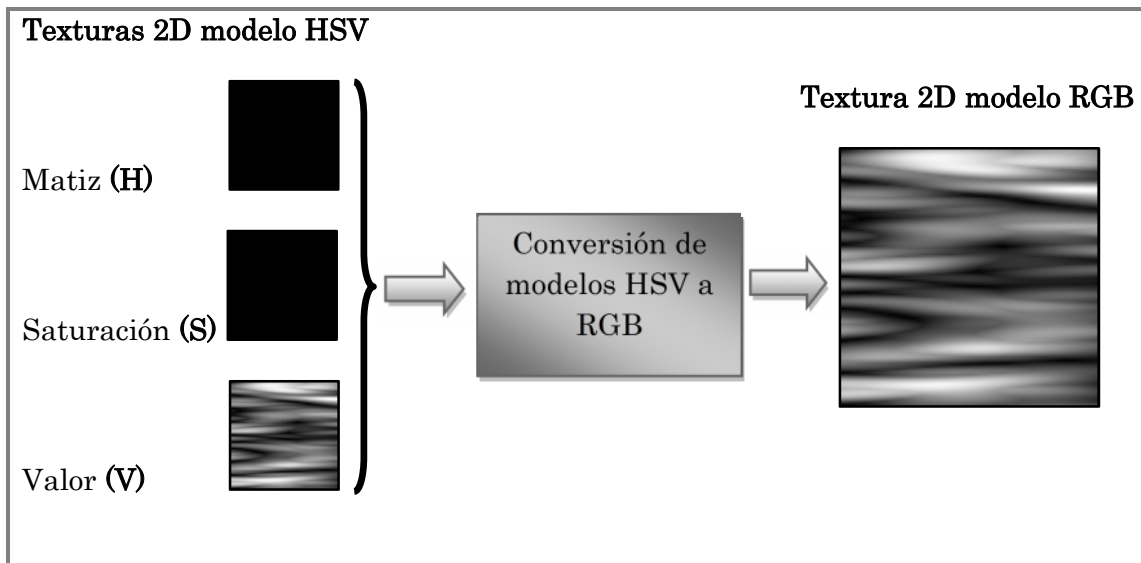 Texturas 2D modelo HSV
Matiz (H)
Saturación (S)
Valor (V)
Conversión de
modelos HSV a
RGB
Textura 2D modelo RGB